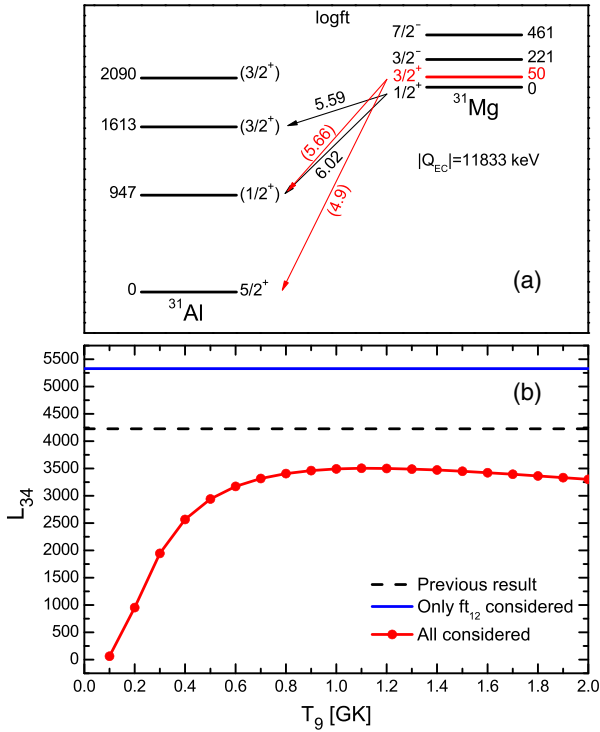 logft
7/2⁻ 461
3/2⁻ 221
2090 (3/2⁺) 3/2⁺ 50
1/2⁺ 0
5.59 ³¹Mg
1613 (3/2⁺)
(5.66)
6.02
|Q_EC|=11833 keV
947 (1/2⁺)
(4.9)
(a)
0 5/2⁺
³¹Al
5500
(b)
5000
4500
4000
3500
3000
L₃₄
2500
2000
1500
Previous result
1000
Only ft₁₂ considered
500
All considered
0
0.0 0.2 0.4 0.6 0.8 1.0 1.2 1.4 1.6 1.8 2.0
T₉ [GK]